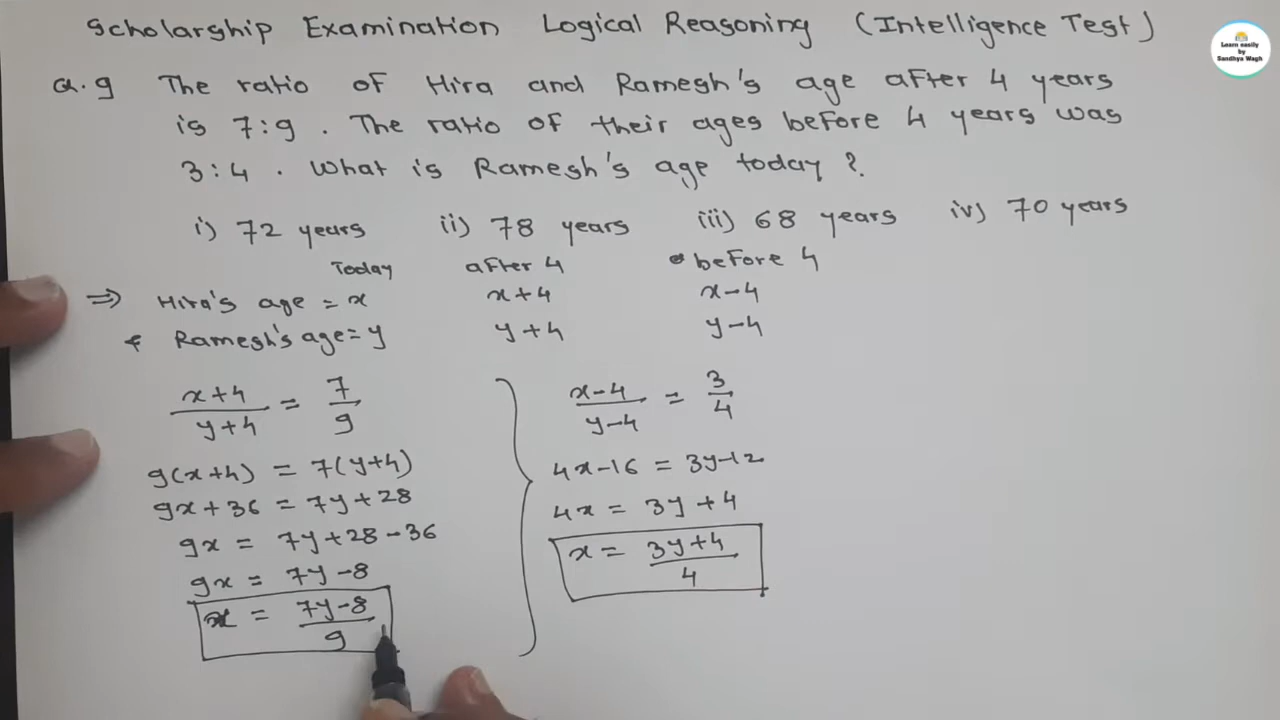 Scholarship Examination Logical Reasoning (Intelligence Test)
Learn easily
by
Sandhya Wagh
Q.9 The ratio of Hira and Ramesh's age after 4 years
is 7:9. The ratio of their ages before 4 years was
3:4. What is Ramesh's age today?
i) 72 years ii) 78 years iii) 68 years iv) 70 years
Today after 4 before 4
⇒ Hira's age = x x+4 x-4
& Ramesh's age = y y+4 y-4
x+4/y+4 = 7/9
9(x+4) = 7(y+4)
9x+36 = 7y+28
9x = 7y+28-36
9x = 7y-8
x = 7y-8/9
x-4/y-4 = 3/4
4x-16 = 3y-12
4x = 3y+4
x = 3y+4/4